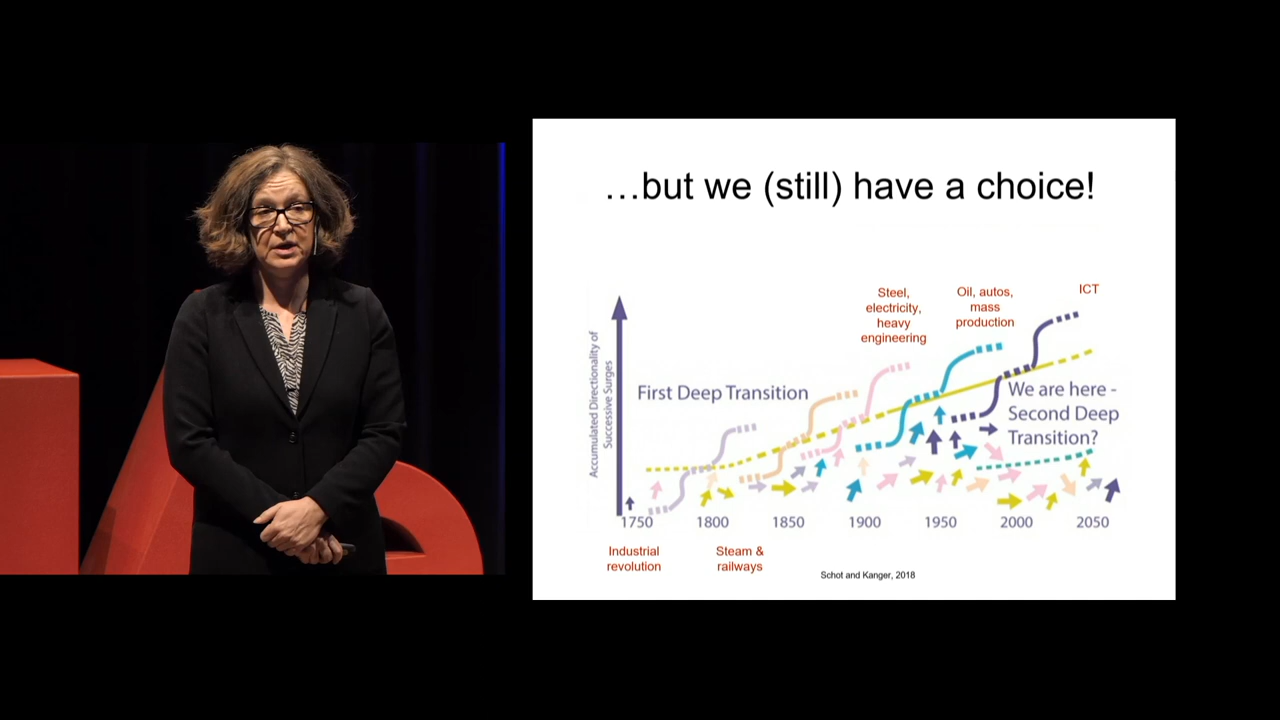 …but we (still) have a choice!
Steel,
electricity,
heavy
engineering
Oil, autos,
mass
production
ICT
Accumulated Directionality of
Successive Surges
First Deep Transition
We are here -
Second Deep
Transition?
1750 1800 1850 1900 1950 2000 2050
Industrial
revolution
Steam &
railways
Schot and Kanger, 2018